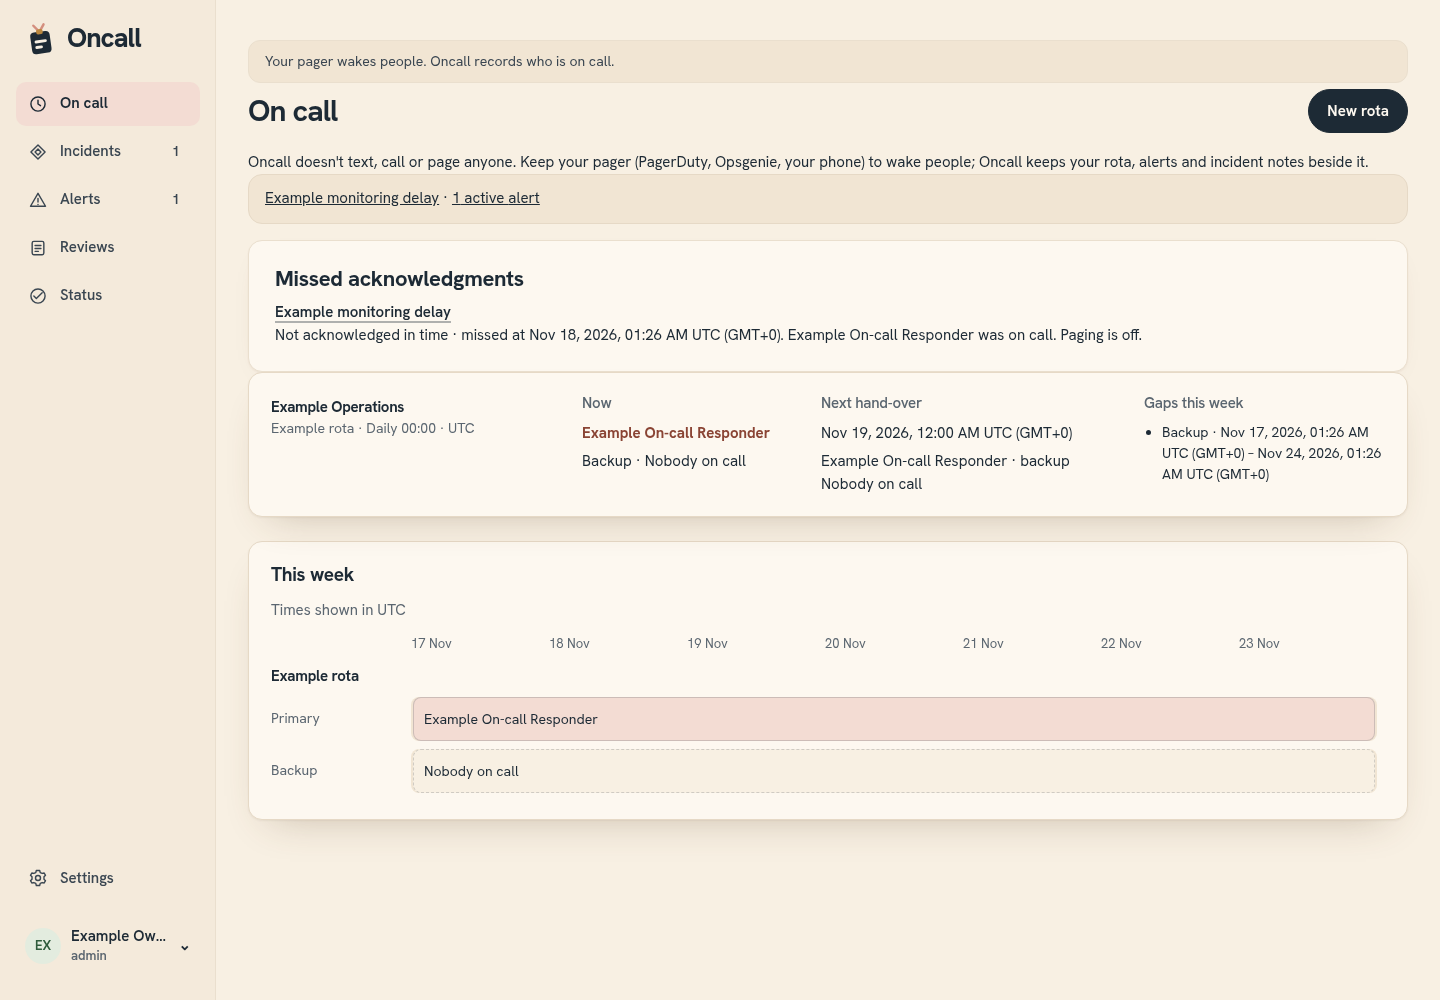 Oncall
On call
Incidents 1
Alerts 1
Reviews
Status
Settings
EX
Example Ow...
admin
Your pager wakes people. Oncall records who is on call.
On call
New rota
Oncall doesn't text, call or page anyone. Keep your pager (PagerDuty, Opsgenie, your phone) to wake people; Oncall keeps your rota, alerts and incident notes beside it.
Example monitoring delay · 1 active alert
Missed acknowledgments
Example monitoring delay
Not acknowledged in time · missed at Nov 18, 2026, 01:26 AM UTC (GMT+0). Example On-call Responder was on call. Paging is off.
Example Operations
Example rota · Daily 00:00 · UTC
Now
Example On-call Responder
Backup · Nobody on call
Next hand-over
Nov 19, 2026, 12:00 AM UTC (GMT+0)
Example On-call Responder · backup
Nobody on call
Gaps this week
• Backup · Nov 17, 2026, 01:26 AM
UTC (GMT+0) – Nov 24, 2026, 01:26
AM UTC (GMT+0)
This week
Times shown in UTC
17 Nov 18 Nov 19 Nov 20 Nov 21 Nov 22 Nov 23 Nov
Example rota
Primary
Example On-call Responder
Backup
Nobody on call